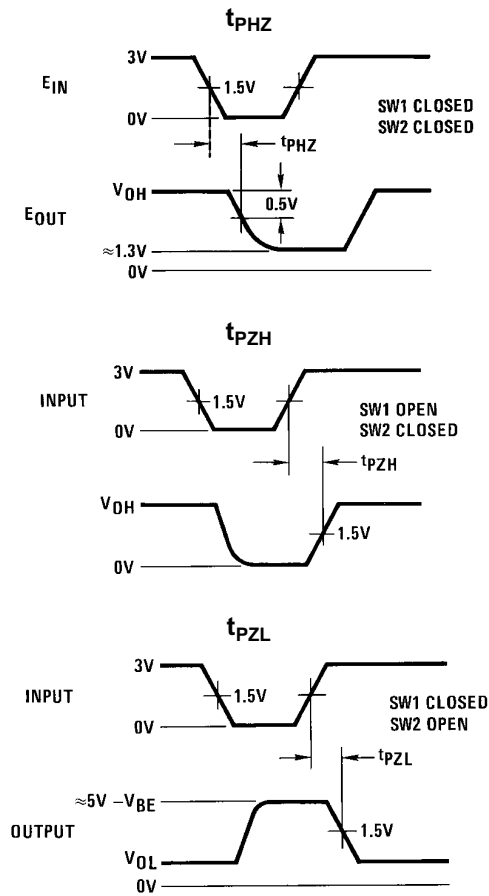 tPHZ
3V
EIN
1.5V
0V
SW1 CLOSED
SW2 CLOSED
tPHZ
VOH
0.5V
EOUT
≈1.3V
0V
tPZH
3V
INPUT
1.5V
0V
SW1 OPEN
SW2 CLOSED
tPZH
VOH
1.5V
0V
tPZL
3V
INPUT
1.5V
0V
SW1 CLOSED
SW2 OPEN
tPZL
≈5V –VBE
OUTPUT
1.5V
VOL
0V